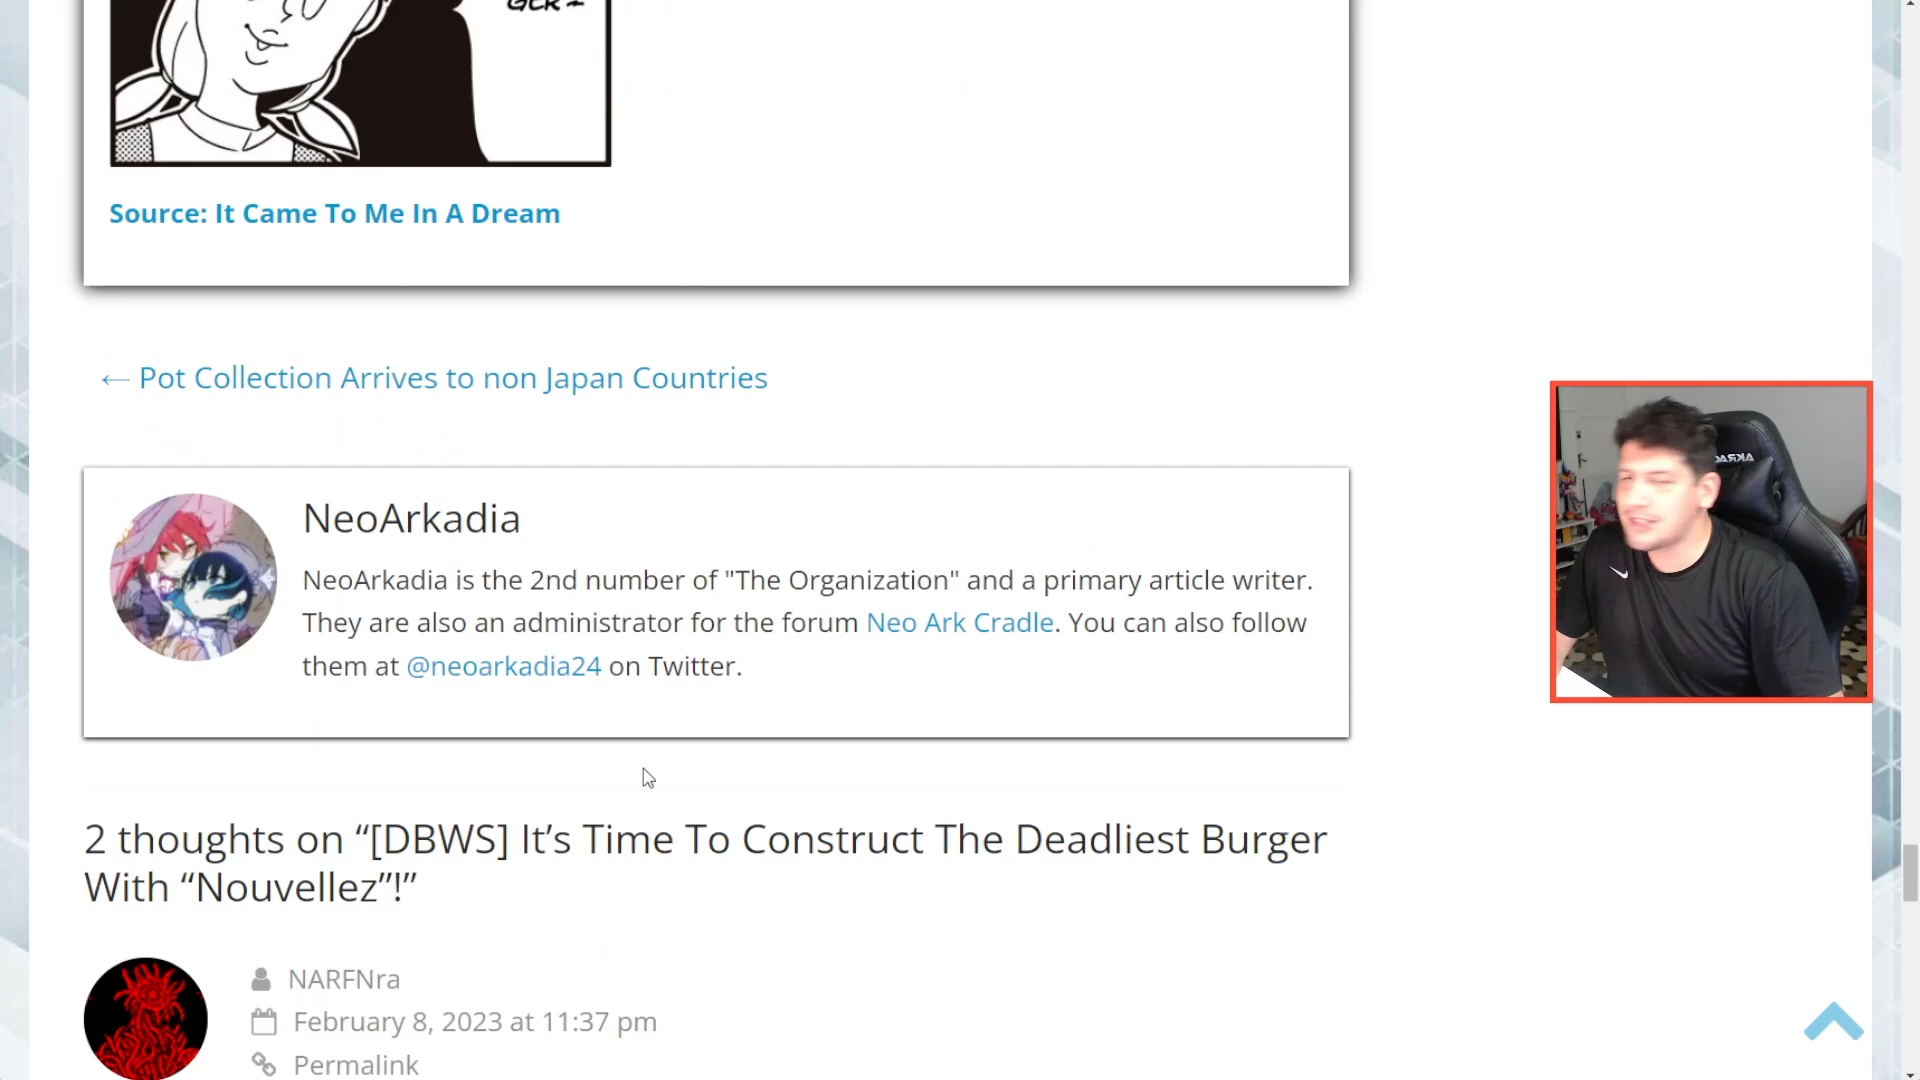 Source: It Came To Me In A Dream
← Pot Collection Arrives to non Japan Countries
NeoArkadia
NeoArkadia is the 2nd number of "The Organization" and a primary article writer.
They are also an administrator for the forum Neo Ark Cradle. You can also follow
them at @neoarkadia24 on Twitter.
2 thoughts on “[DBWS] It’s Time To Construct The Deadliest Burger
With “Nouvellez”!”
NARFNra
February 8, 2023 at 11:37 pm
Permalink